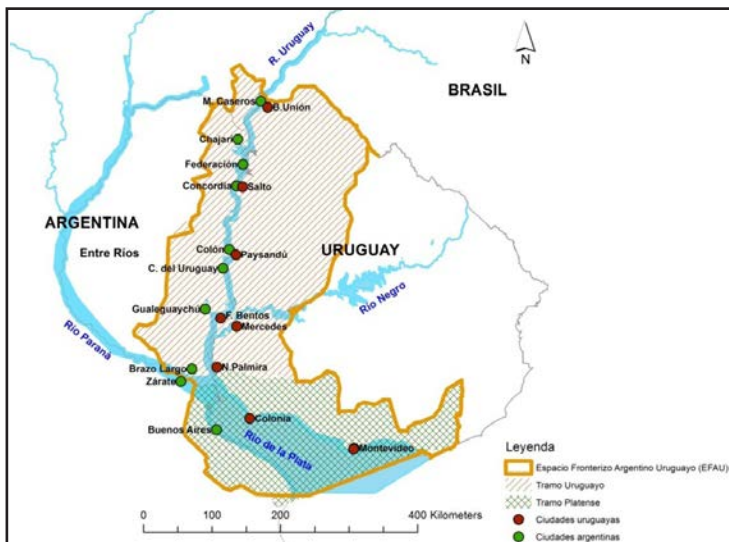 R. Uruguay
N
BRASIL
M. Caseros
B.Unión
Chajarí
Federación
Concordia
Salto
ARGENTINA
Entre Ríos
Colón
Paysandú
URUGUAY
C. del Uruguay
Río Negro
Gualeguaychú
F. Bentos
Mercedes
Río Paraná
Brazo Largo
N.Palmira
Zárate
Colonia
Buenos Aires
Río de la Plata
Montevideo
Leyenda
Espacio Fronterizo Argentino Uruguayo (EFAU)
Tramo Uruguayo
Tramo Platense
Ciudades uruguayas
Ciudades argentinas
0 100 200 400 Kilometers